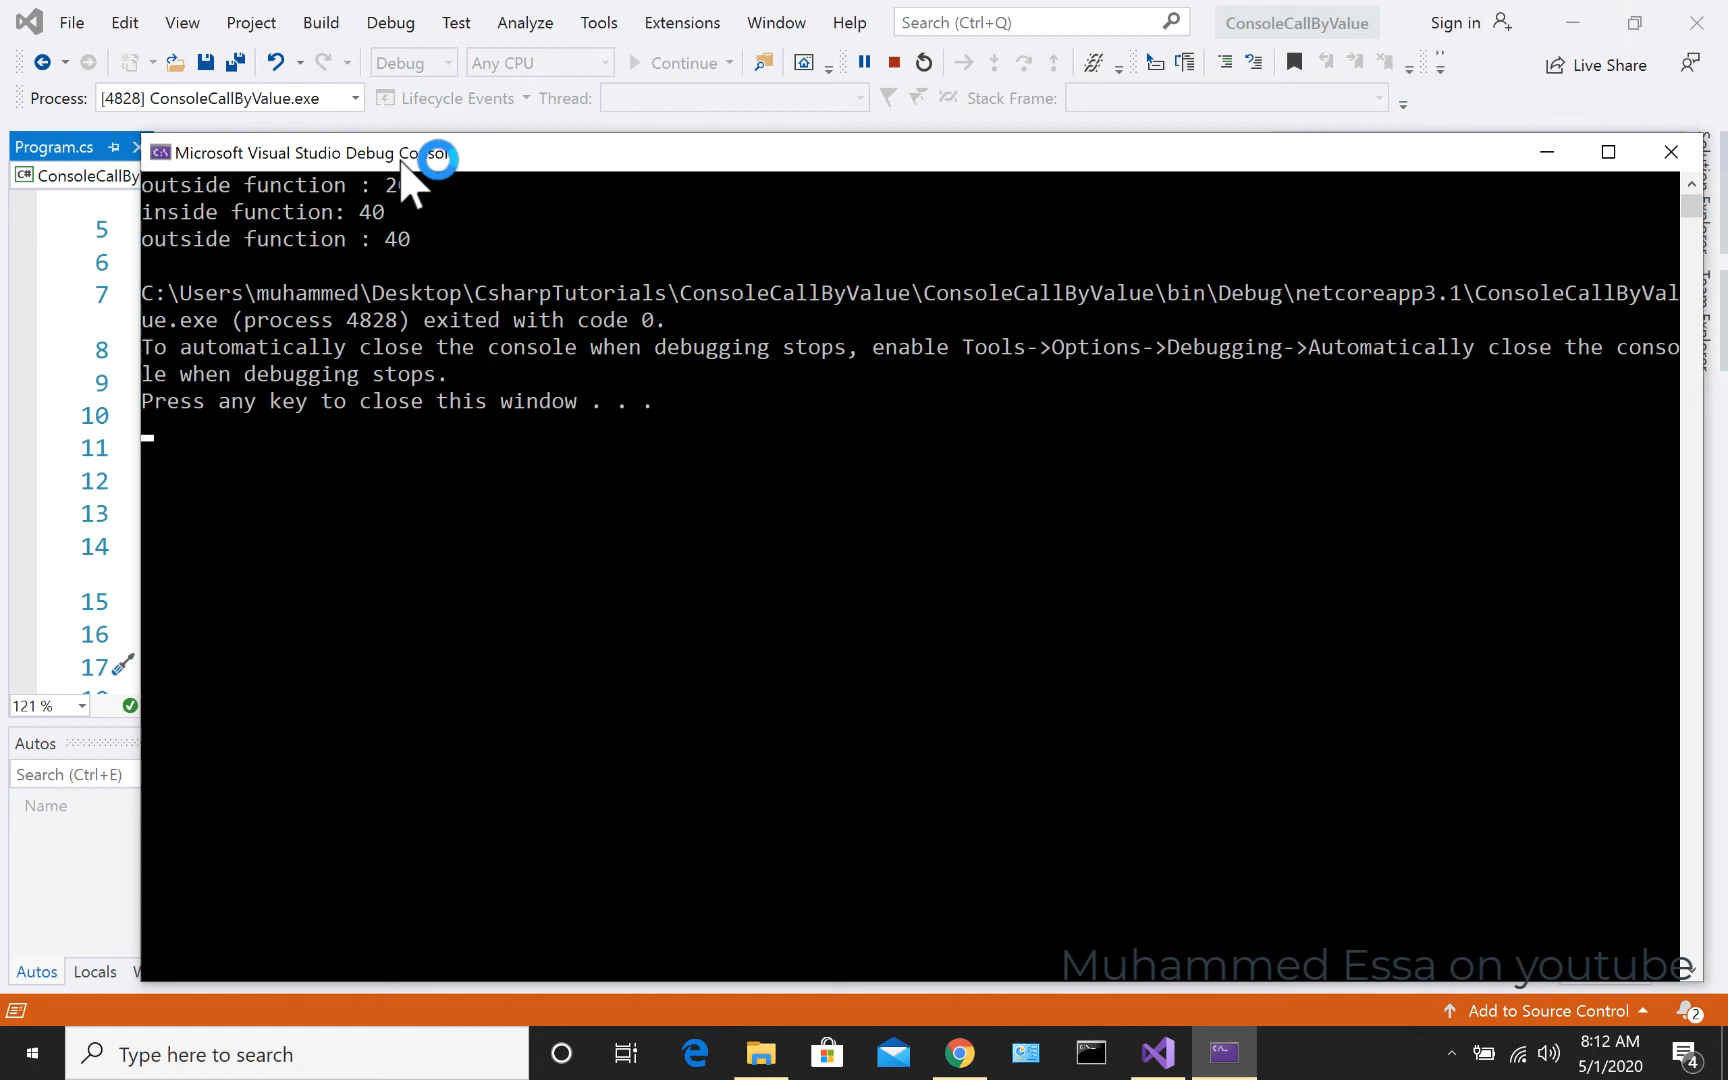 File Edit View Project Build Debug Test Analyze Tools Extensions Window Help Search (Ctrl+Q) ConsoleCallByValue Sign in
Debug Any CPU Continue Live Share
Process: [4828] ConsoleCallByValue.exe Lifecycle Events Thread: Stack Frame:
Program.cs
Microsoft Visual Studio Debug
C# ConsoleCallBy
outside function :
inside function: 40
outside function : 40
C:\Users\muhammed\Desktop\CsharpTutorials\ConsoleCallByValue\ConsoleCallByValue\bin\Debug\netcoreapp3.1\ConsoleCallByVal
ue.exe (process 4828) exited with code 0.
To automatically close the console when debugging stops, enable Tools->Options->Debugging->Automatically close the conso
le when debugging stops.
Press any key to close this window . . .
5
6
7
8
9
10
11
12
13
14
15
16
17
121 %
Autos
Search (Ctrl+E)
Name
Autos Locals W
Muhammed Essa on youtube
Add to Source Control 2
Type here to search
8:12 AM
5/1/2020
4